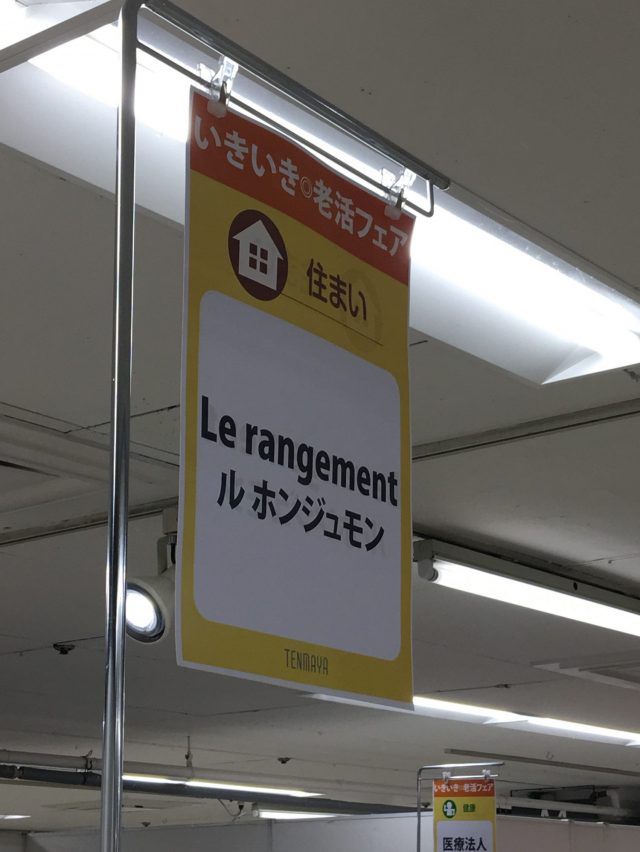 いきいき◎老活フェア
住まい
Le rangement
ル ホンジュモン
TENMAYA
いきいき◎老活フェア
健康
医療法人